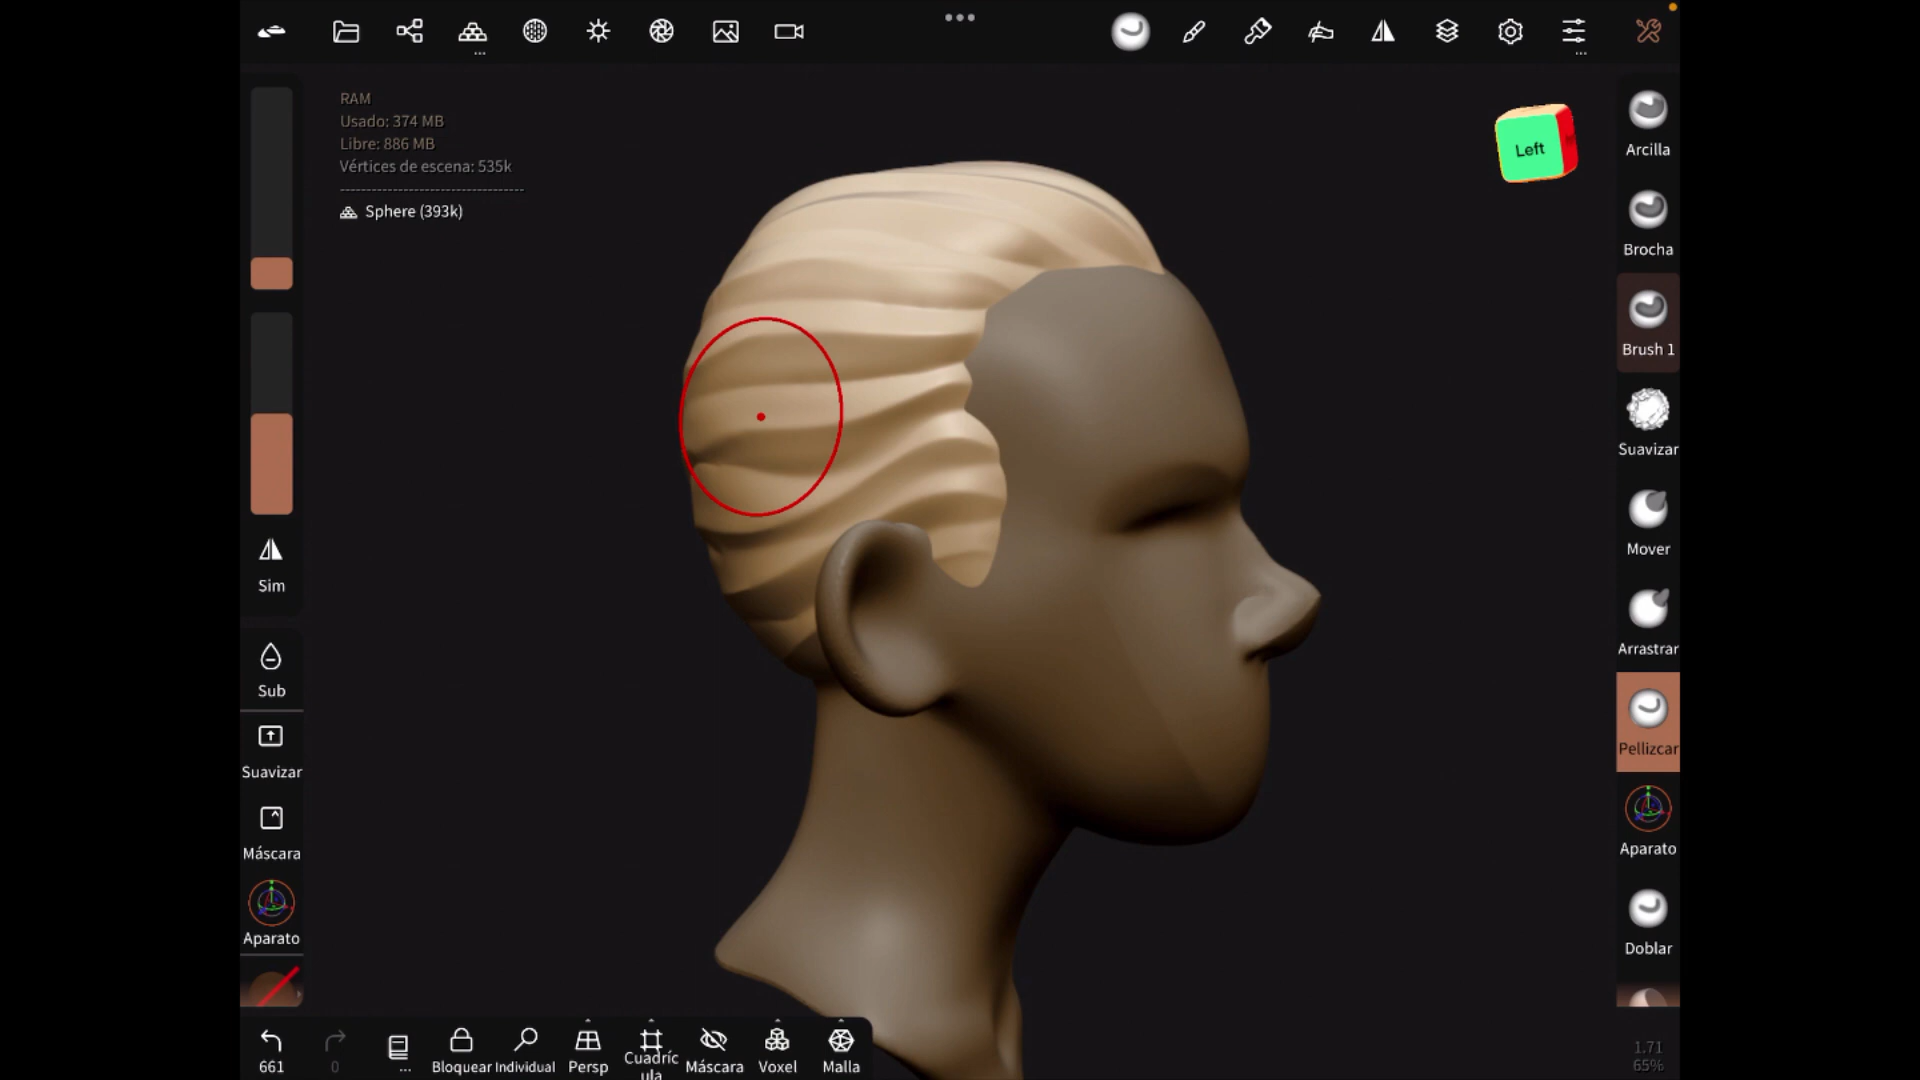 RAM
Usado: 374 MB
Libre: 886 MB
Vértices de escena: 535k
-----------------------------------
Sphere (393k)
Left
Sim
Sub
Suavizar
Máscara
Aparato
Arcilla
Brocha
Brush 1
Suavizar
Mover
Arrastrar
Pellizcar
Aparato
Doblar
661
0
...
Bloquear
Individual
Persp
Cuadríc
ula
Máscara
Voxel
Malla
1.71
65%